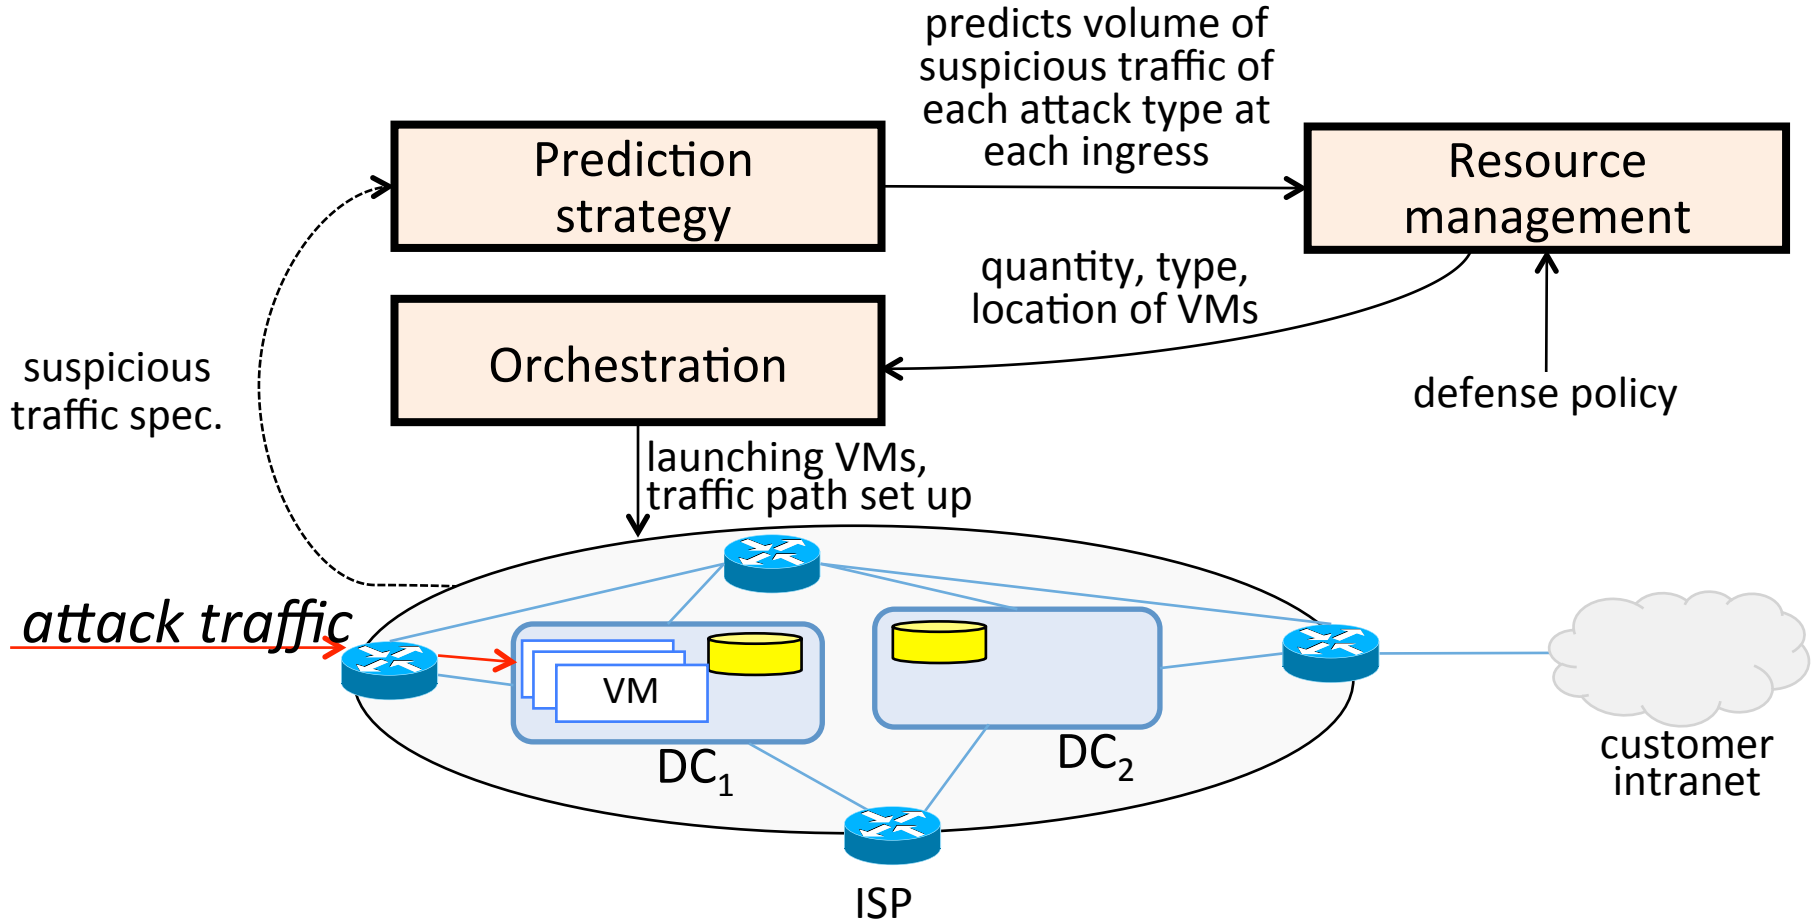 predicts volume of
suspicious traffic of
each attack type at
each ingress
Prediction
strategy
Resource
management
quantity, type,
location of VMs
Orchestration
suspicious
traffic spec.
defense policy
launching VMs,
traffic path set up
attack traffic
VM
DC1
DC2
customer
intranet
ISP